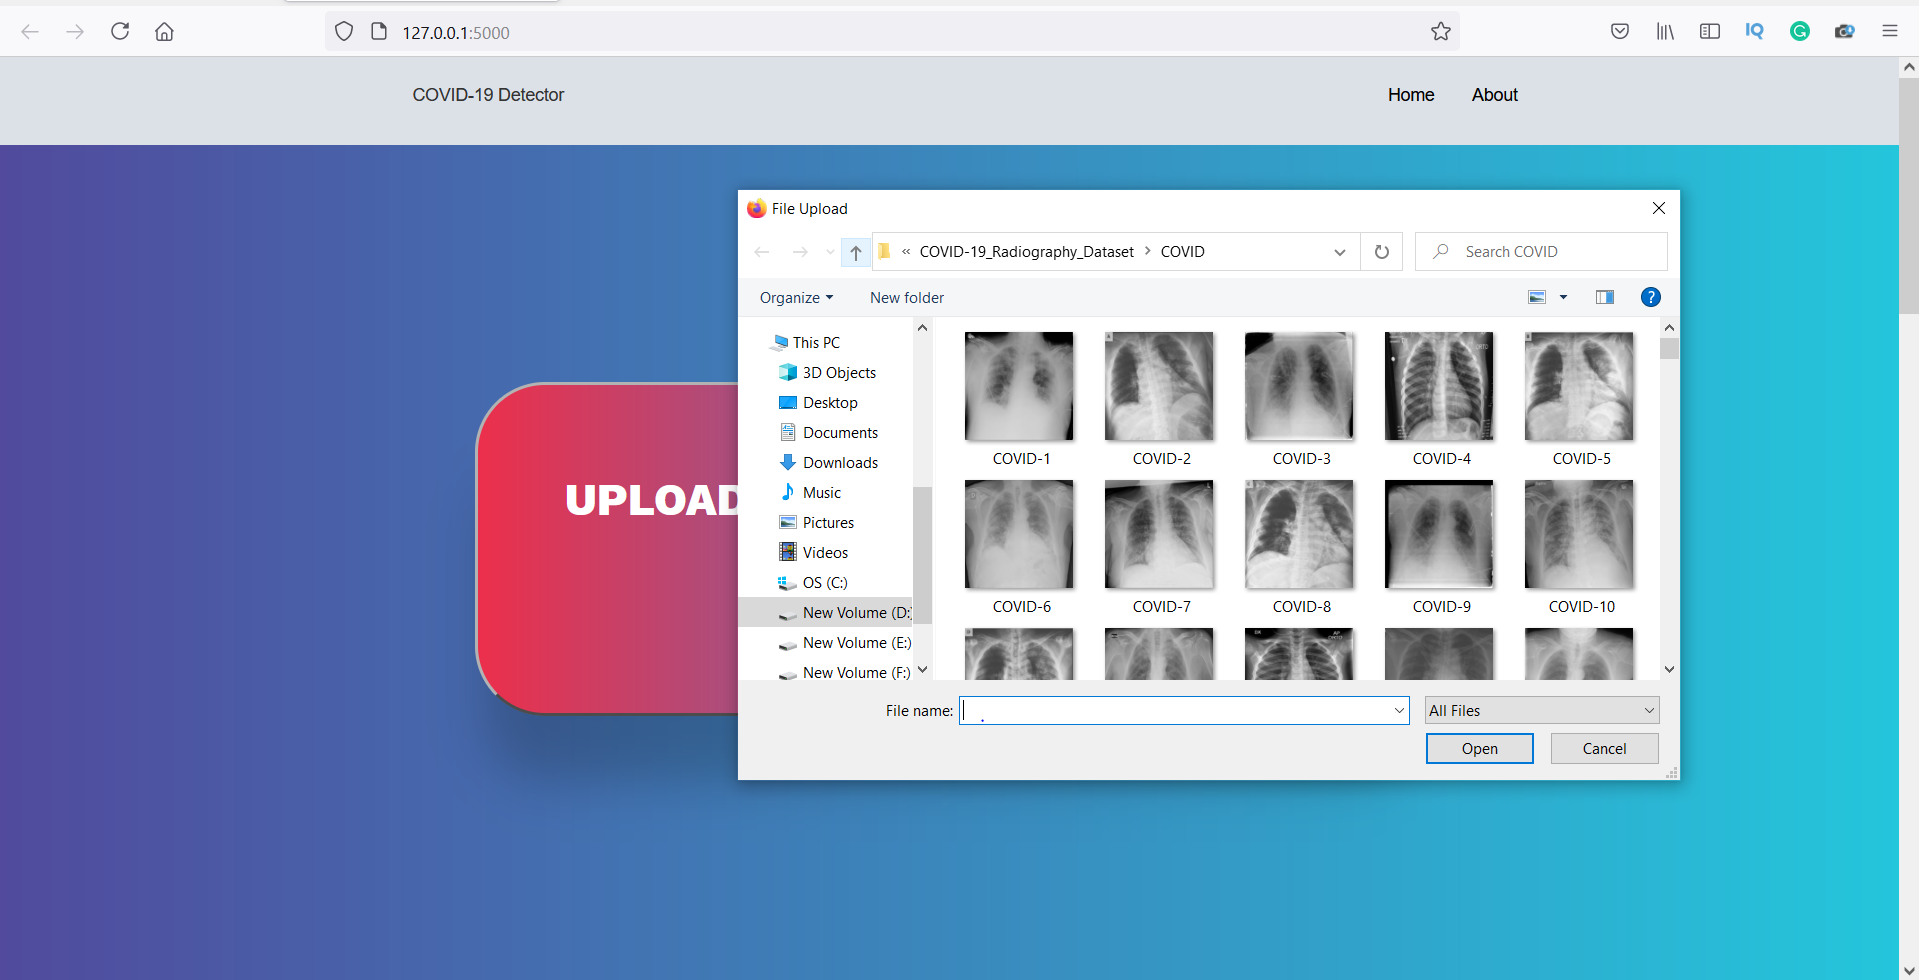 127.0.0.1:5000
IQ
COVID-19 Detector
Home
About
File Upload
« COVID-19_Radiography_Dataset > COVID
Search COVID
Organize
New folder
?
This PC
3D Objects
Desktop
Documents
Downloads
Music
Pictures
Videos
OS (C:)
New Volume (D:
New Volume (E:)
New Volume (F:)
COVID-1
COVID-2
COVID-3
COVID-4
COVID-5
COVID-6
COVID-7
COVID-8
COVID-9
COVID-10
UPLOAD
File name:
All Files
Open
Cancel